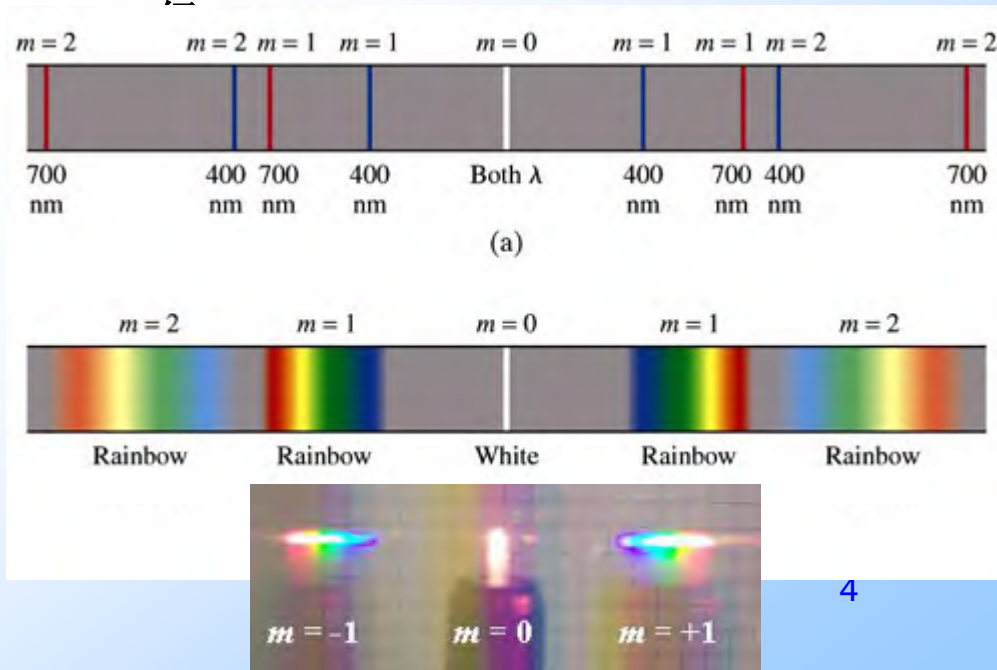 m = 2 m = 2 m = 1 m = 1 m = 0 m = 1 m = 1 m = 2 m = 2
700 400 700 400 Both λ 400 700 400 700
nm nm nm nm nm nm nm nm
(a)
m = 2 m = 1 m = 0 m = 1 m = 2
Rainbow Rainbow White Rainbow Rainbow
m = -1 m = 0 m = +1
4